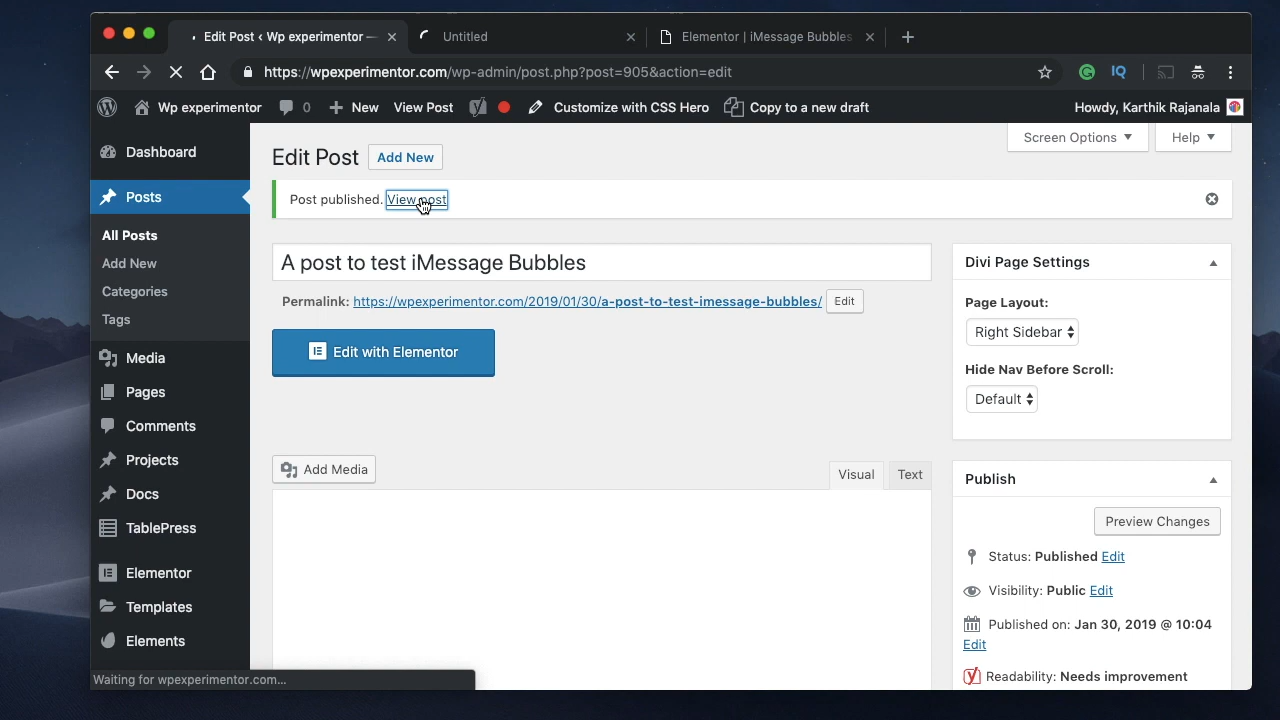 Edit Post ‹ Wp experimentor —
Untitled
Elementor | iMessage Bubbles
https://wpexperimentor.com/wp-admin/post.php?post=905&action=edit
IQ
Wp experimentor
0
New
View Post
Customize with CSS Hero
Copy to a new draft
Howdy, Karthik Rajanala
Dashboard
Posts
All Posts
Add New
Categories
Tags
Media
Pages
Comments
Projects
Docs
TablePress
Elementor
Templates
Elements
Waiting for wpexperimentor.com...
Screen Options
Help
Edit Post
Add New
Post published. View post
A post to test iMessage Bubbles
Permalink: https://wpexperimentor.com/2019/01/30/a-post-to-test-imessage-bubbles/
Edit
Edit with Elementor
Add Media
Visual
Text
Divi Page Settings
Page Layout:
Right Sidebar
Hide Nav Before Scroll:
Default
Publish
Preview Changes
Status: Published Edit
Visibility: Public Edit
Published on: Jan 30, 2019 @ 10:04
Edit
Readability: Needs improvement